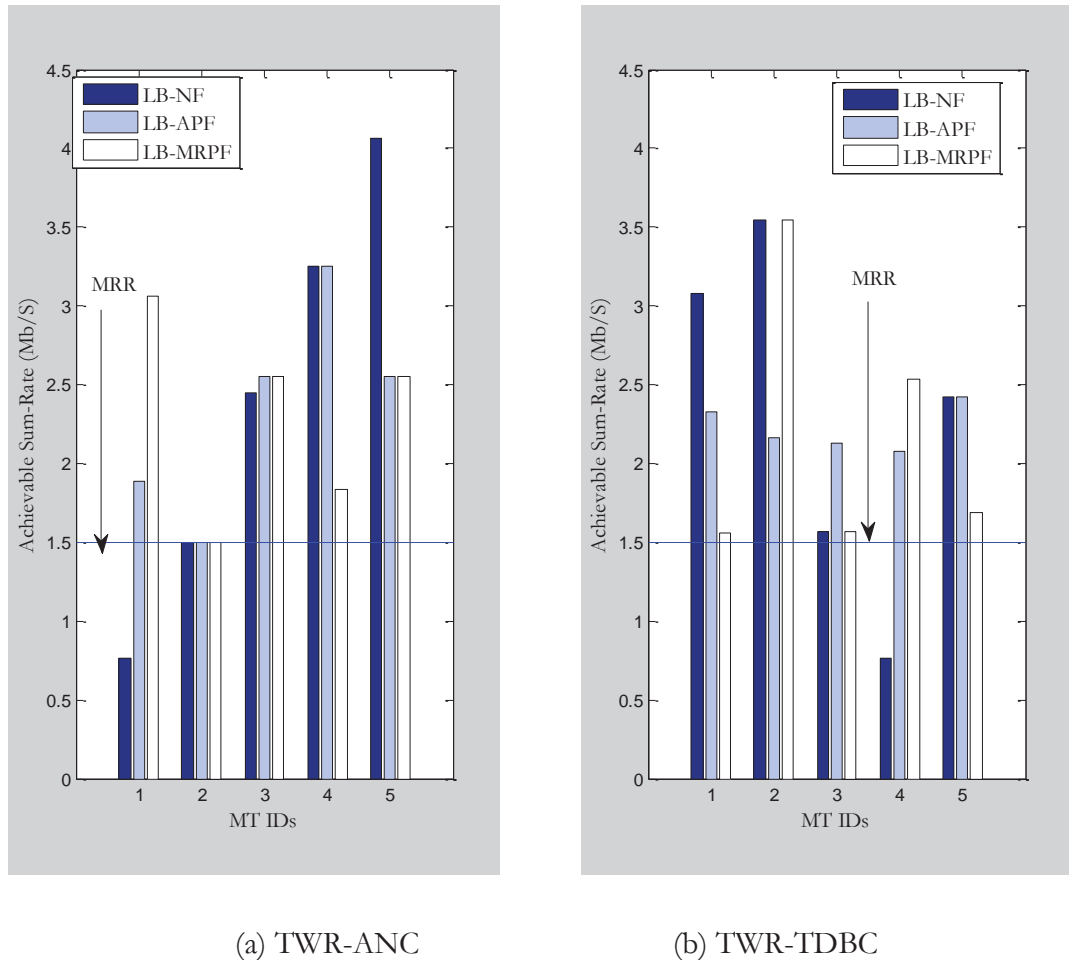 4.5
4
3.5
3
2.5
2
1.5
1
0.5
0
Achievable Sum-Rate (Mb/S)
LB-NF
LB-APF
LB-MRPF
MRR
1 2 3 4 5
MT IDs
(a) TWR-ANC
4.5
4
3.5
3
2.5
2
1.5
1
0.5
0
Achievable Sum-Rate (Mb/S)
LB-NF
LB-APF
LB-MRPF
MRR
1 2 3 4 5
MT IDs
(b) TWR-TDBC